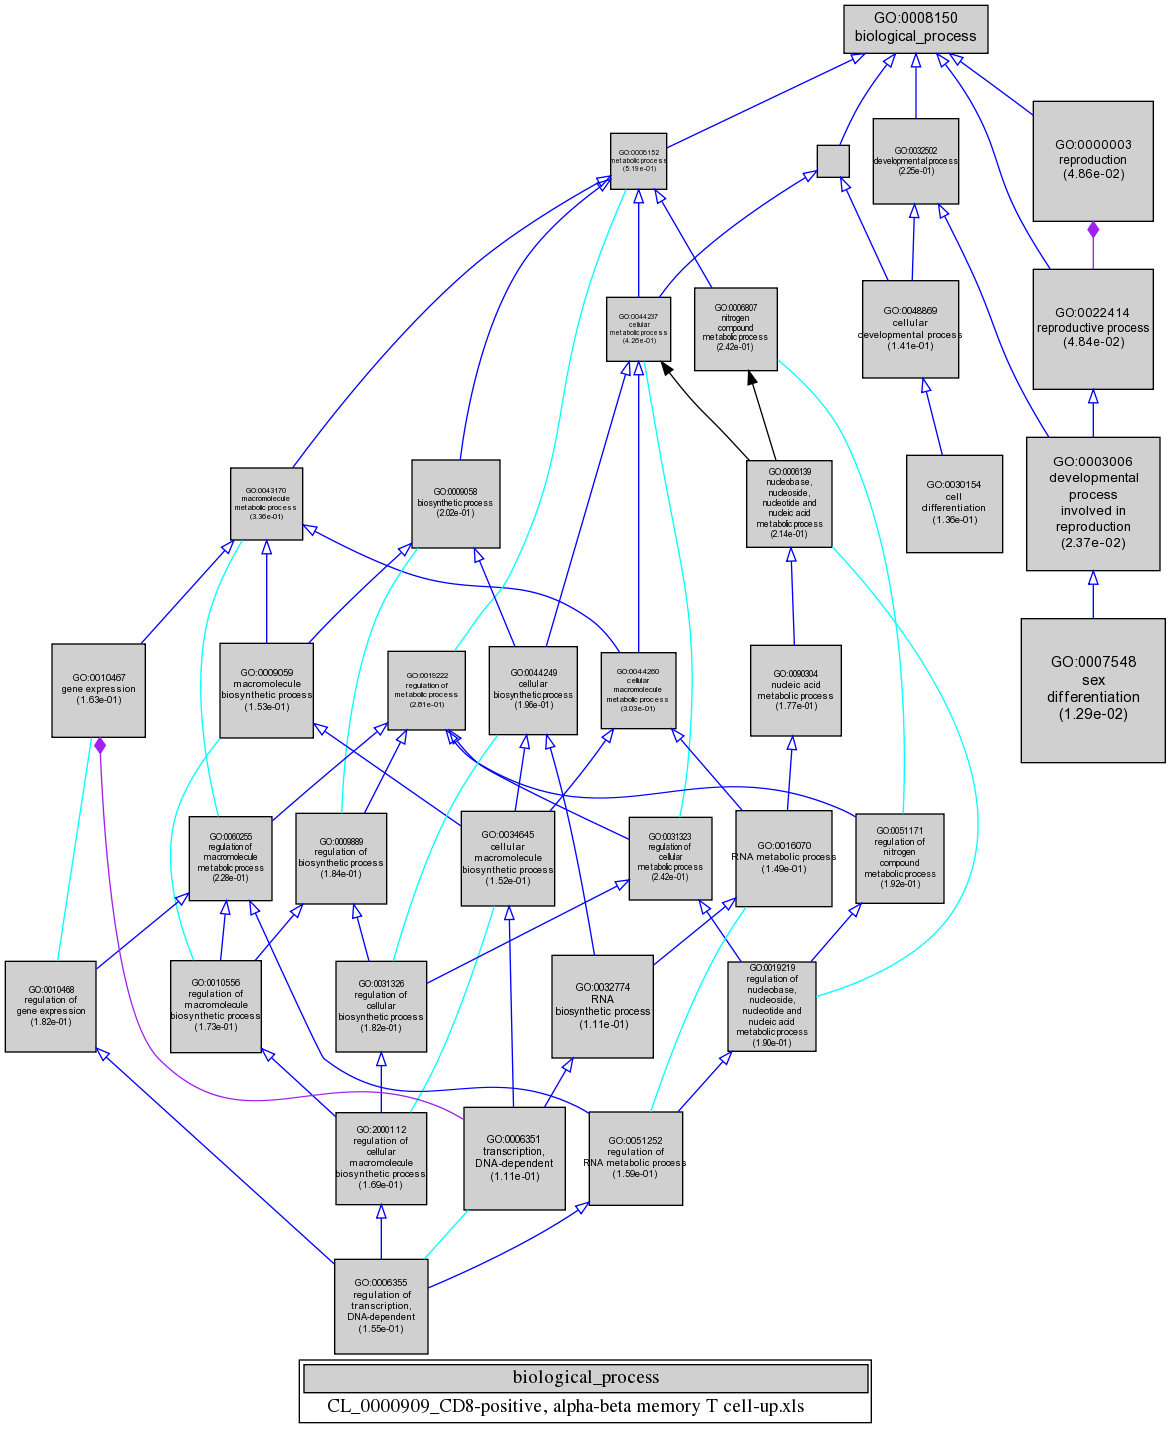 GO:0008150
biological_process
GO:0000003
reproduction
(4.86e-02)
GO:0008152
metabolic process
(5.19e-01)
GO:0032502
developmental process
(2.25e-01)
GO:0022414
reproductive process
(4.84e-02)
GO:0048869
cellular
developmental process
(1.41e-01)
GO:0006807
nitrogen
compound
metabolic process
(2.42e-01)
GO:0044237
cellular
metabolic process
(4.26e-01)
GO:0003006
developmental
process
involved in
reproduction
(2.37e-02)
GO:0030154
cell
differentiation
(1.36e-01)
GO:0006139
nucleobase,
nucleoside,
nucleotide and
nucleic acid
metabolic process
(2.14e-01)
GO:0009058
biosynthetic process
(2.02e-01)
GO:0043170
macromolecule
metabolic process
(3.36e-01)
GO:0010467
gene expression
(1.63e-01)
GO:0009059
macromolecule
biosynthetic process
(1.53e-01)
GO:0019222
regulation of
metabolic process
(2.81e-01)
GO:0044249
cellular
biosynthetic process
(1.96e-01)
GO:0044260
cellular
macromolecule
metabolic process
(3.03e-01)
GO:0090304
nucleic acid
metabolic process
(1.77e-01)
GO:0007548
sex
differentiation
(1.29e-02)
GO:0060255
regulation of
macromolecule
metabolic process
(2.28e-01)
GO:0009889
regulation of
biosynthetic process
(1.84e-01)
GO:0034645
cellular
macromolecule
biosynthetic process
(1.52e-01)
GO:0031323
regulation of
cellular
metabolic process
(2.42e-01)
GO:0016070
RNA metabolic process
(1.49e-01)
GO:0051171
regulation of
nitrogen
compound
metabolic process
(1.92e-01)
GO:0010468
regulation of
gene expression
(1.82e-01)
GO:0010556
regulation of
macromolecule
biosynthetic process
(1.73e-01)
GO:0031326
regulation of
cellular
biosynthetic process
(1.82e-01)
GO:0032774
RNA
biosynthetic process
(1.11e-01)
GO:0019219
regulation of
nucleobase,
nucleoside,
nucleotide and
nucleic acid
metabolic process
(1.90e-01)
GO:2000112
regulation of
cellular
macromolecule
biosynthetic process
(1.69e-01)
GO:0006351
transcription,
DNA-dependent
(1.11e-01)
GO:0051252
regulation of
RNA metabolic process
(1.59e-01)
GO:0006355
regulation of
transcription,
DNA-dependent
(1.55e-01)
biological_process
CL_0000909_CD8-positive, alpha-beta memory T cell-up.xls